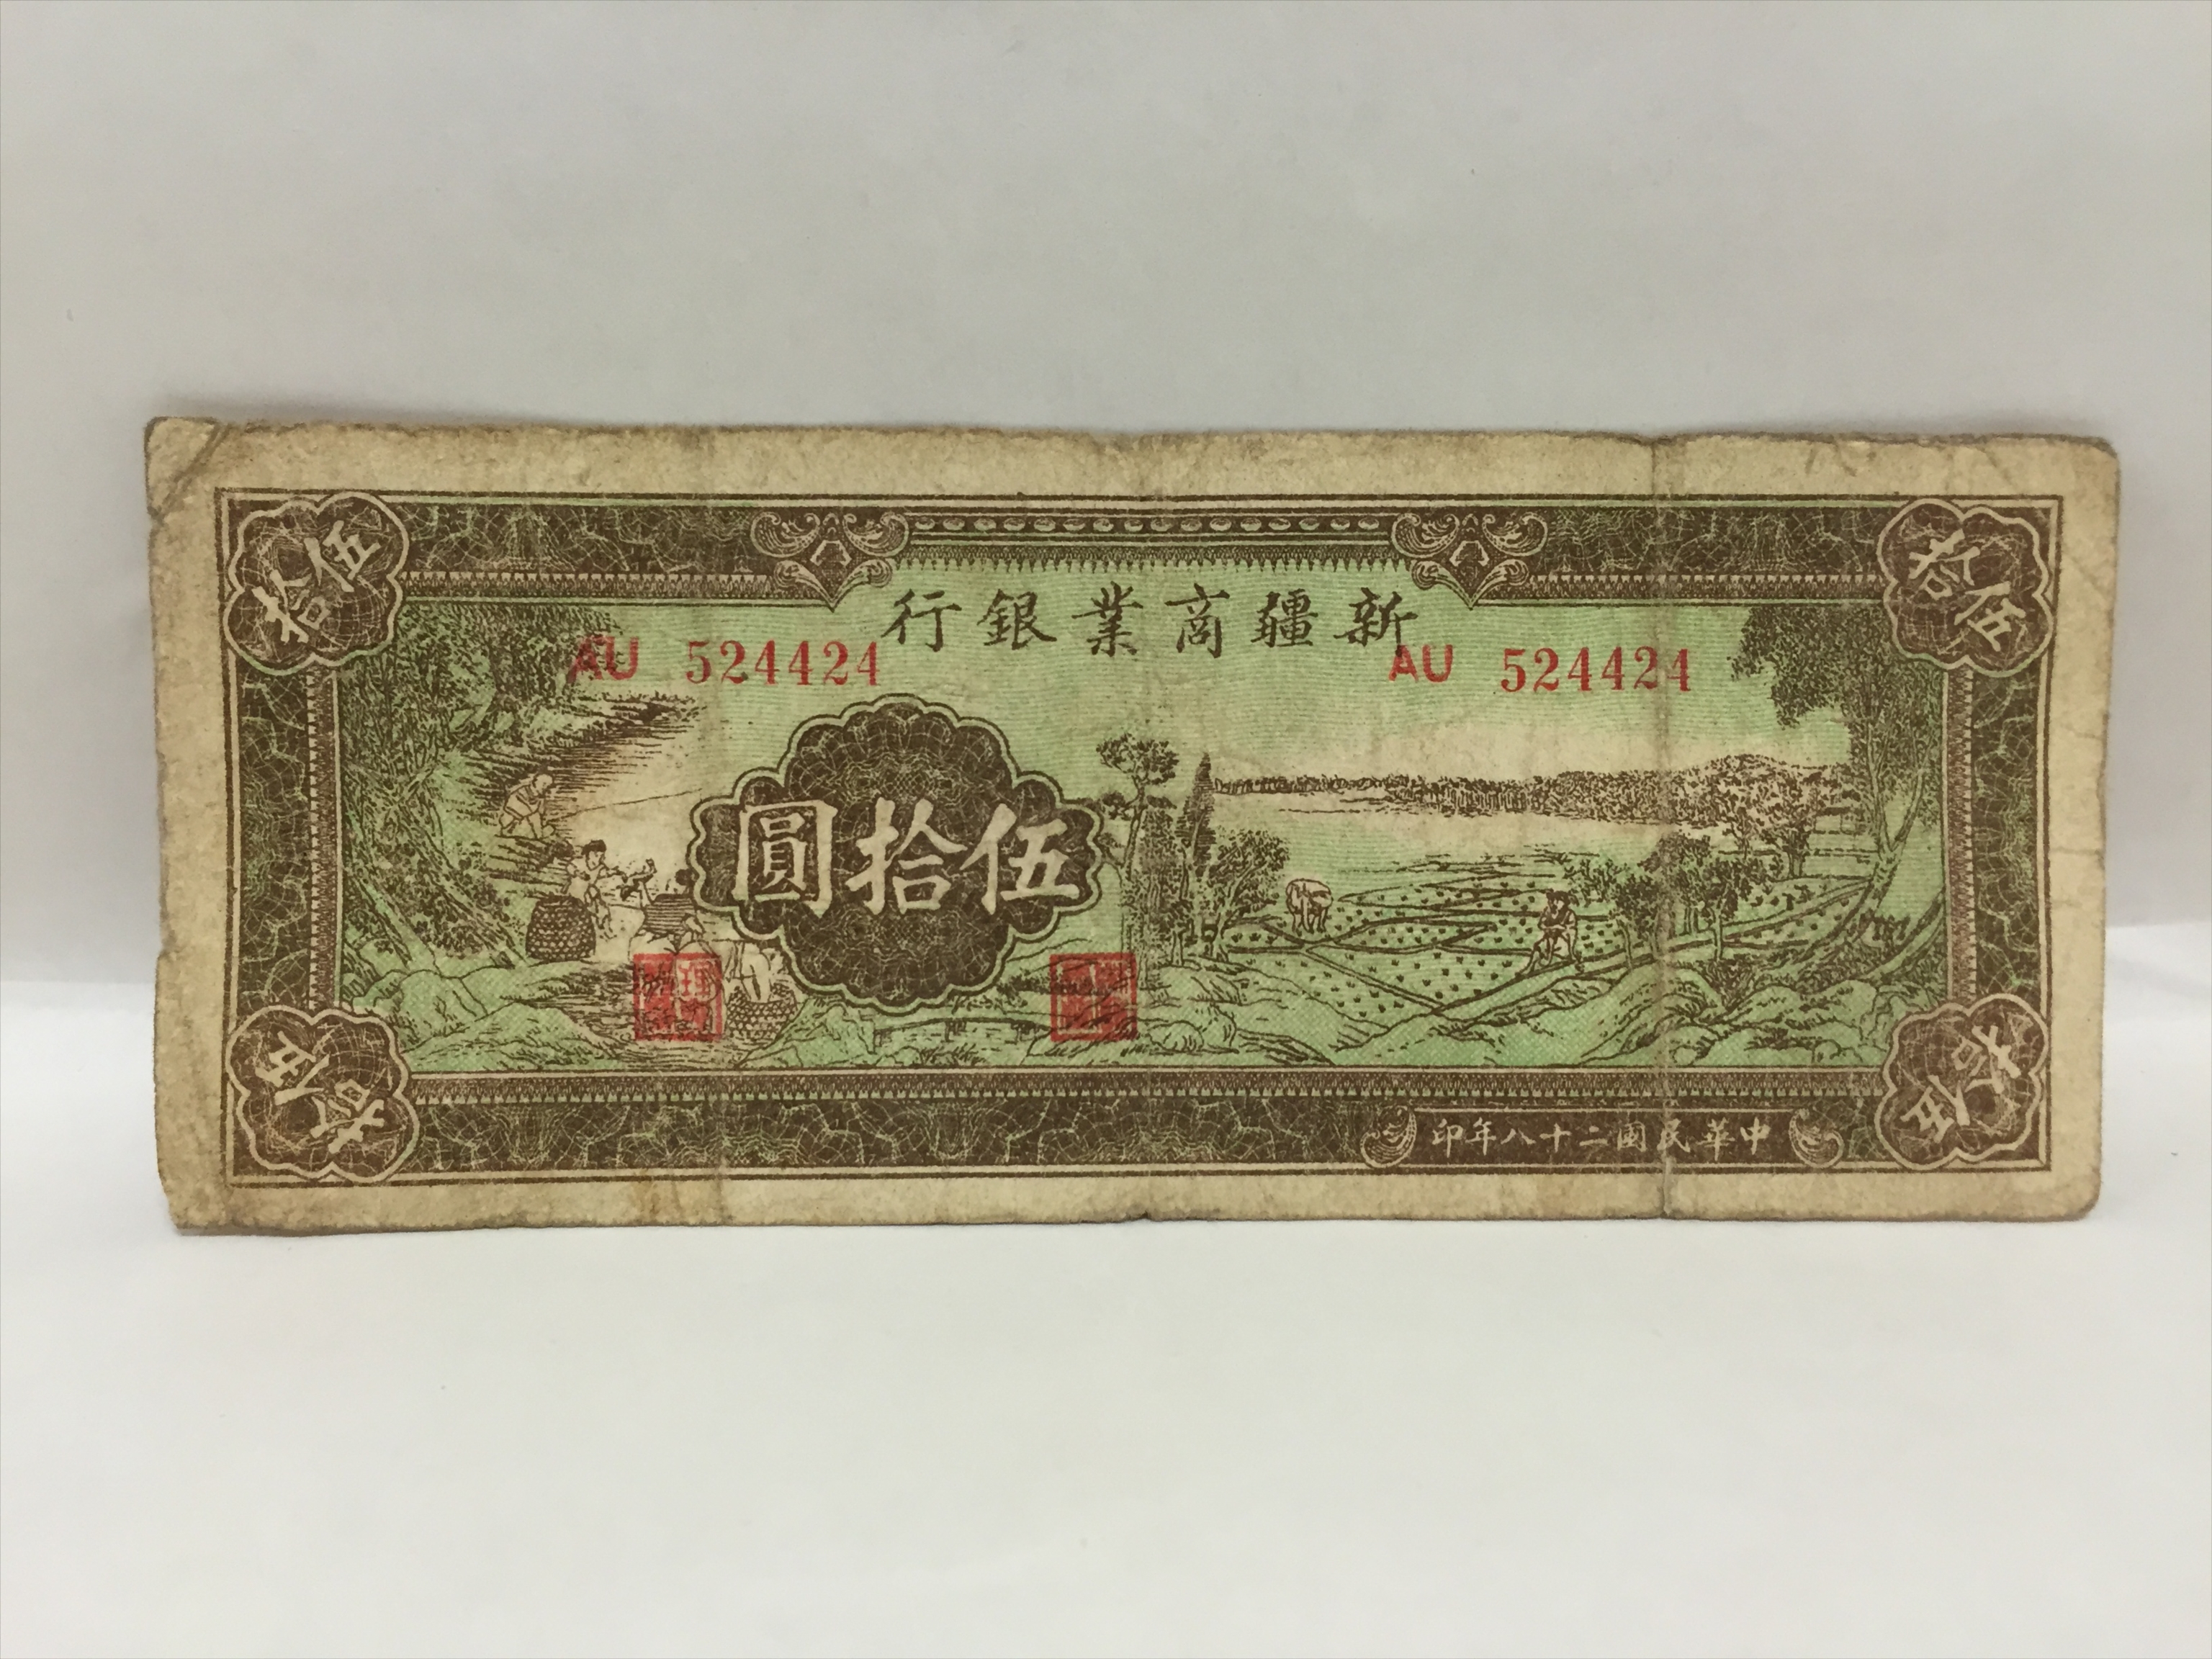 伍拾
拾伍
新疆商業銀行
AU 524424
AU 524424
伍拾圓
伍拾
拾伍
中華民國二十八年印